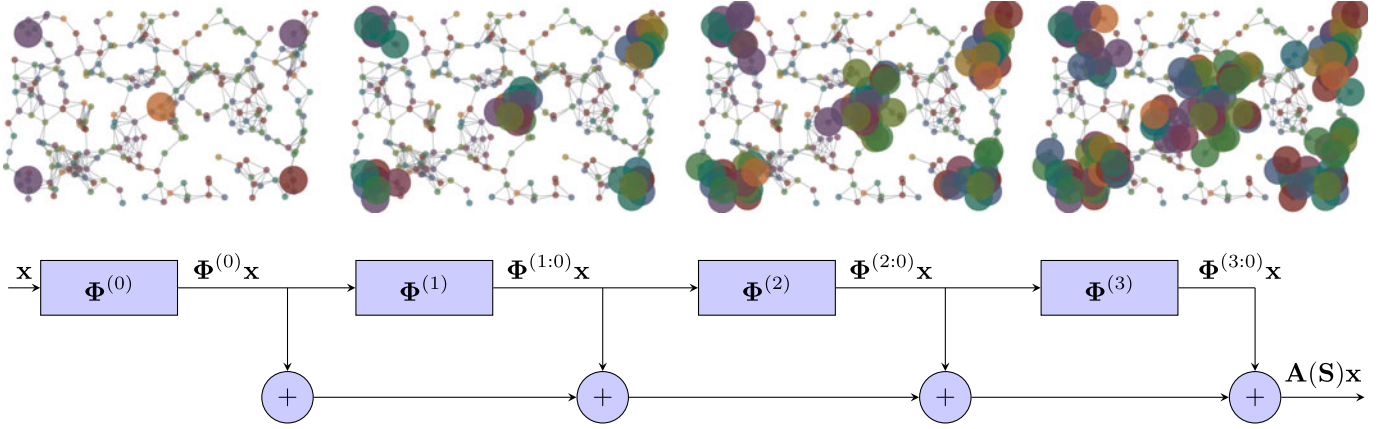 x Φ^(0) Φ^(0)x Φ^(1) Φ^(1:0)x Φ^(2) Φ^(2:0)x Φ^(3) Φ^(3:0)x
+ + + + A(S)x